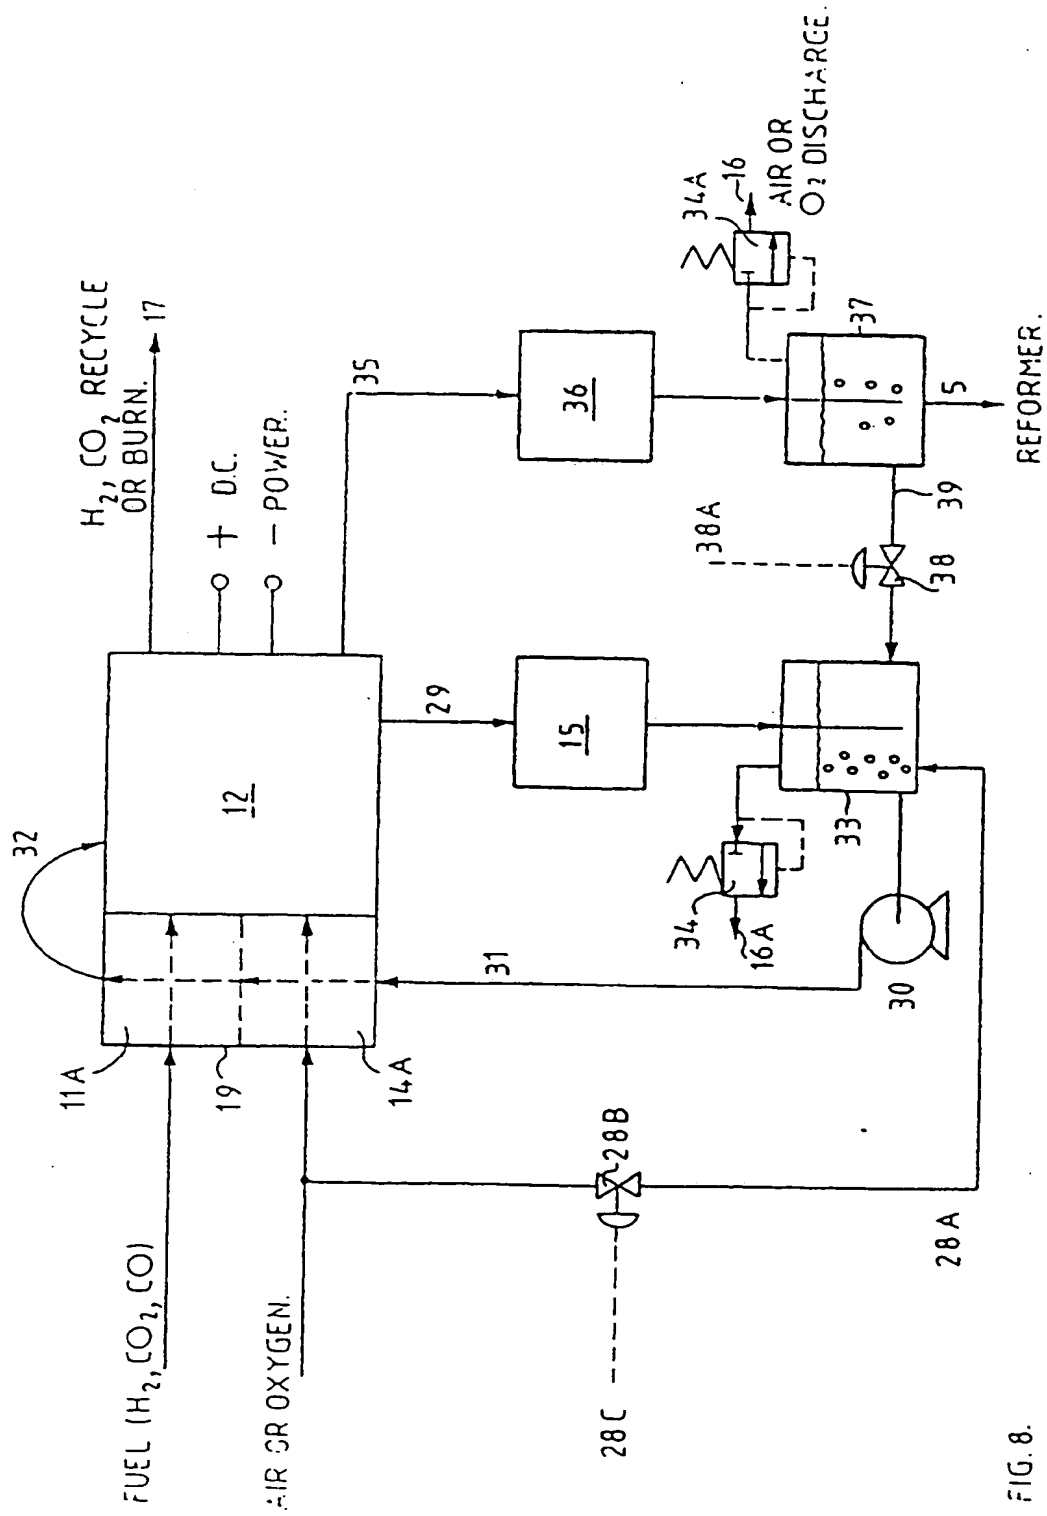 FUEL (H2, CO2, CO)
AIR OR OXYGEN.
11A
19
14A
32
12
H2, CO2 RECYCLE
OR BURN.
17
+ D.C.
− POWER.
35
29
31
15
36
34A
16
AIR OR
O2 DISCHARGE.
37
5
REFORMER.
39
38A
38
33
34
16A
30
28B
28A
28C
FIG. 8.